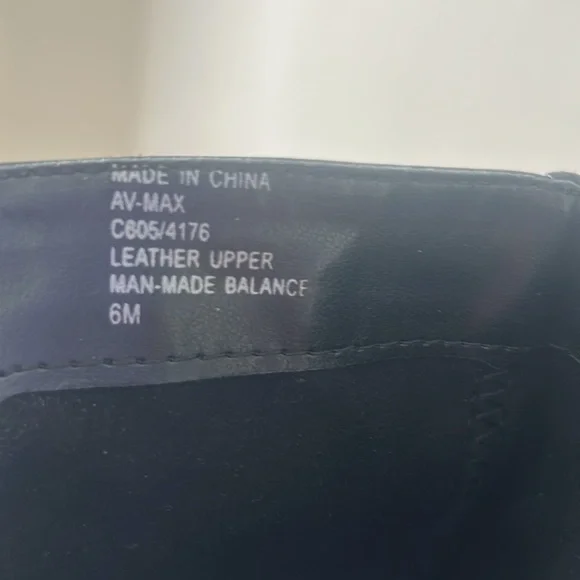 MADE IN CHINA
AV-MAX
C605/4176
LEATHER UPPER
MAN-MADE BALANCE
6M